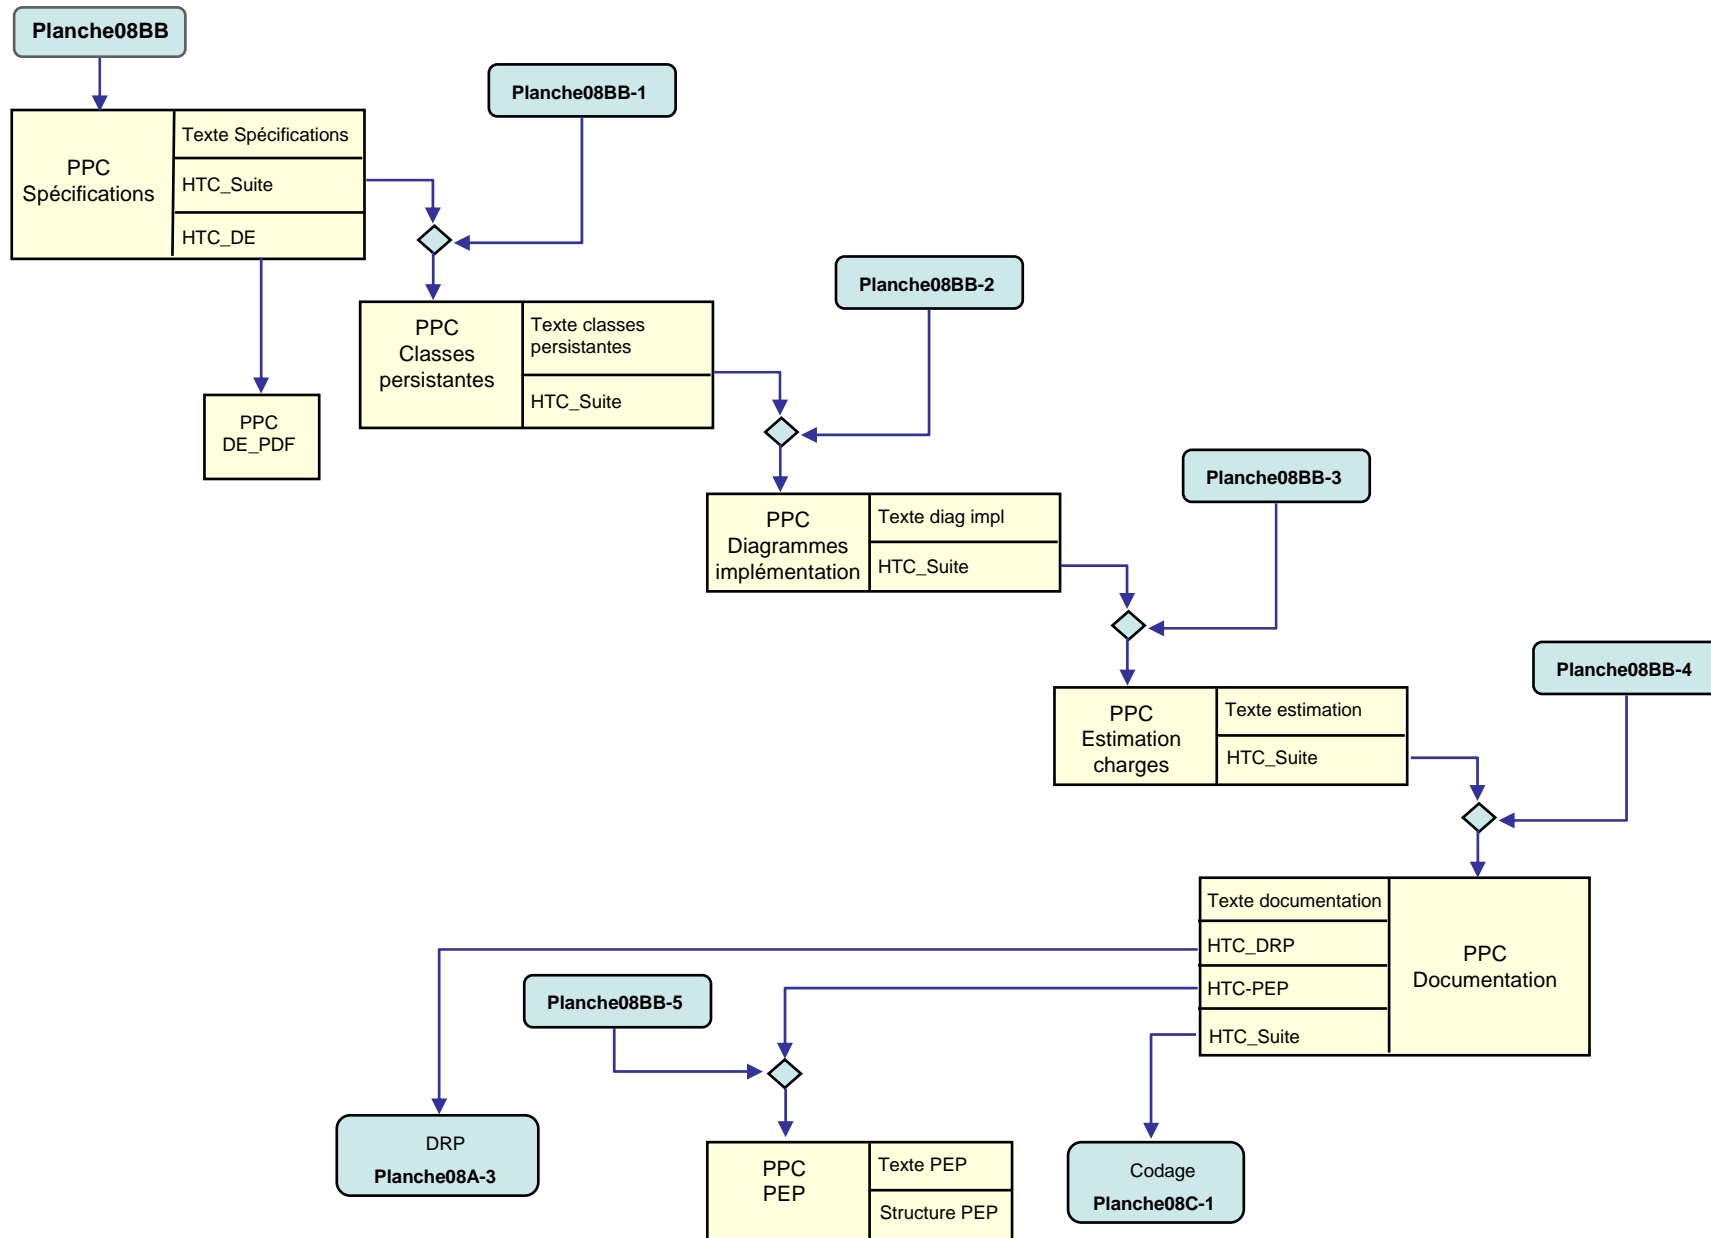 Planche08BB
Planche08BB-1
PPC
Spécifications
Texte Spécifications
HTC_Suite
HTC_DE
Planche08BB-2
PPC
Classes
persistantes
Texte classes
persistantes
HTC_Suite
PPC
DE_PDF
Planche08BB-3
PPC
Diagrammes
implémentation
Texte diag impl
HTC_Suite
Planche08BB-4
PPC
Estimation
charges
Texte estimation
HTC_Suite
Texte documentation
HTC_DRP
HTC-PEP
HTC_Suite
PPC
Documentation
Planche08BB-5
DRP
Planche08A-3
PPC
PEP
Texte PEP
Structure PEP
Codage
Planche08C-1